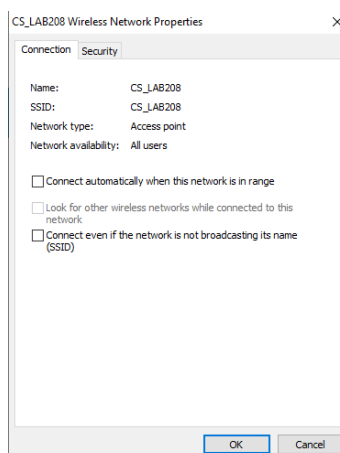 CS_LAB208 Wireless Network Properties
Connection Security
Name: CS_LAB208
SSID: CS_LAB208
Network type: Access point
Network availability: All users
Connect automatically when this network is in range
Look for other wireless networks while connected to this
network
Connect even if the network is not broadcasting its name
(SSID)
OK Cancel